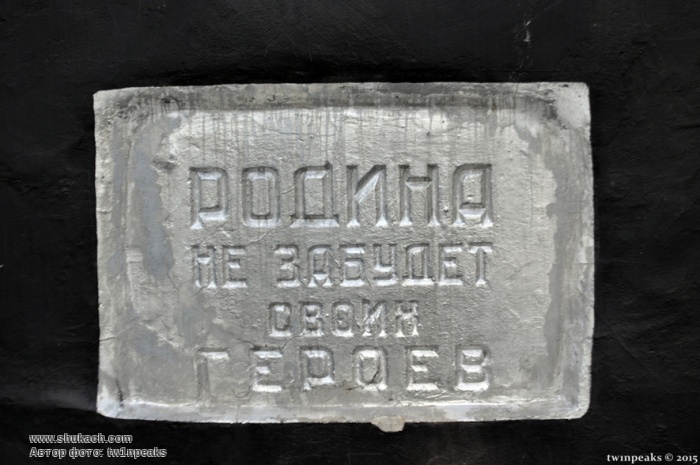 РОДИНА
НЕ ЗАБУДЕТ
СВОИХ
ГЕРОЕВ
www.shukach.com
Автор фото: tw1npeaks
tw1npeaks © 2015